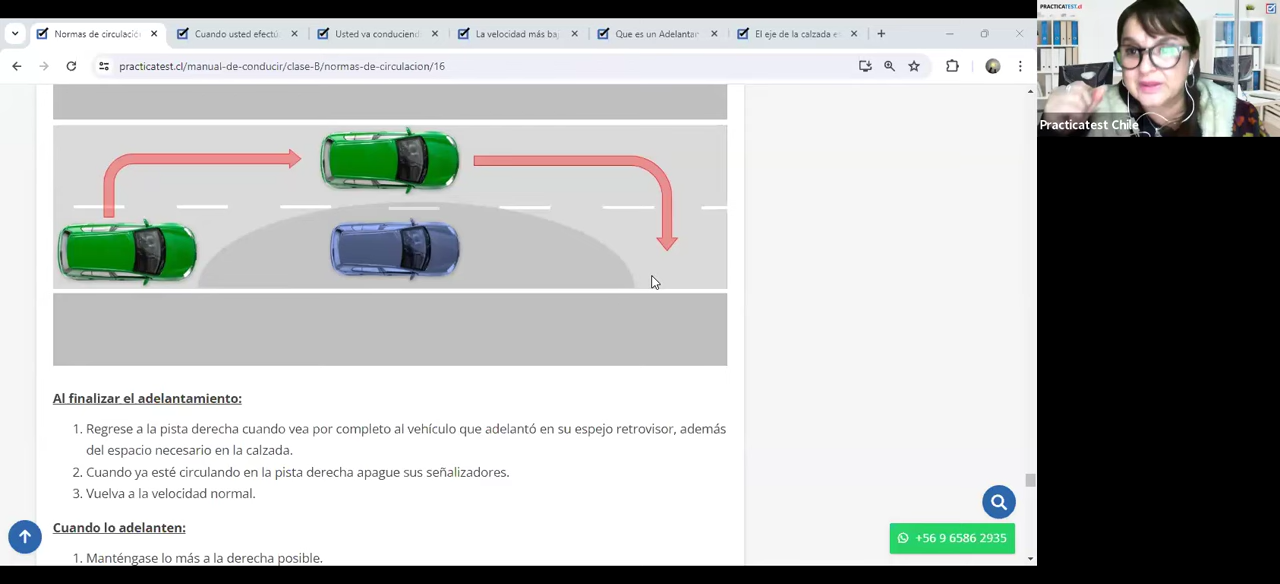 PRACTICATEST.cl
Normas de circulació
Cuando usted efectú
Usted va conduciend
La velocidad más ba
Que es un Adelantar
El eje de la calzada e
practicatest.cl/manual-de-conducir/clase-B/normas-de-circulacion/16
Practicatest Chile
Al finalizar el adelantamiento:
1. Regrese a la pista derecha cuando vea por completo al vehículo que adelantó en su espejo retrovisor, además
del espacio necesario en la calzada.
2. Cuando ya esté circulando en la pista derecha apague sus señalizadores.
3. Vuelva a la velocidad normal.
Cuando lo adelanten:
+56 9 6586 2935
1. Manténgase lo más a la derecha posible.